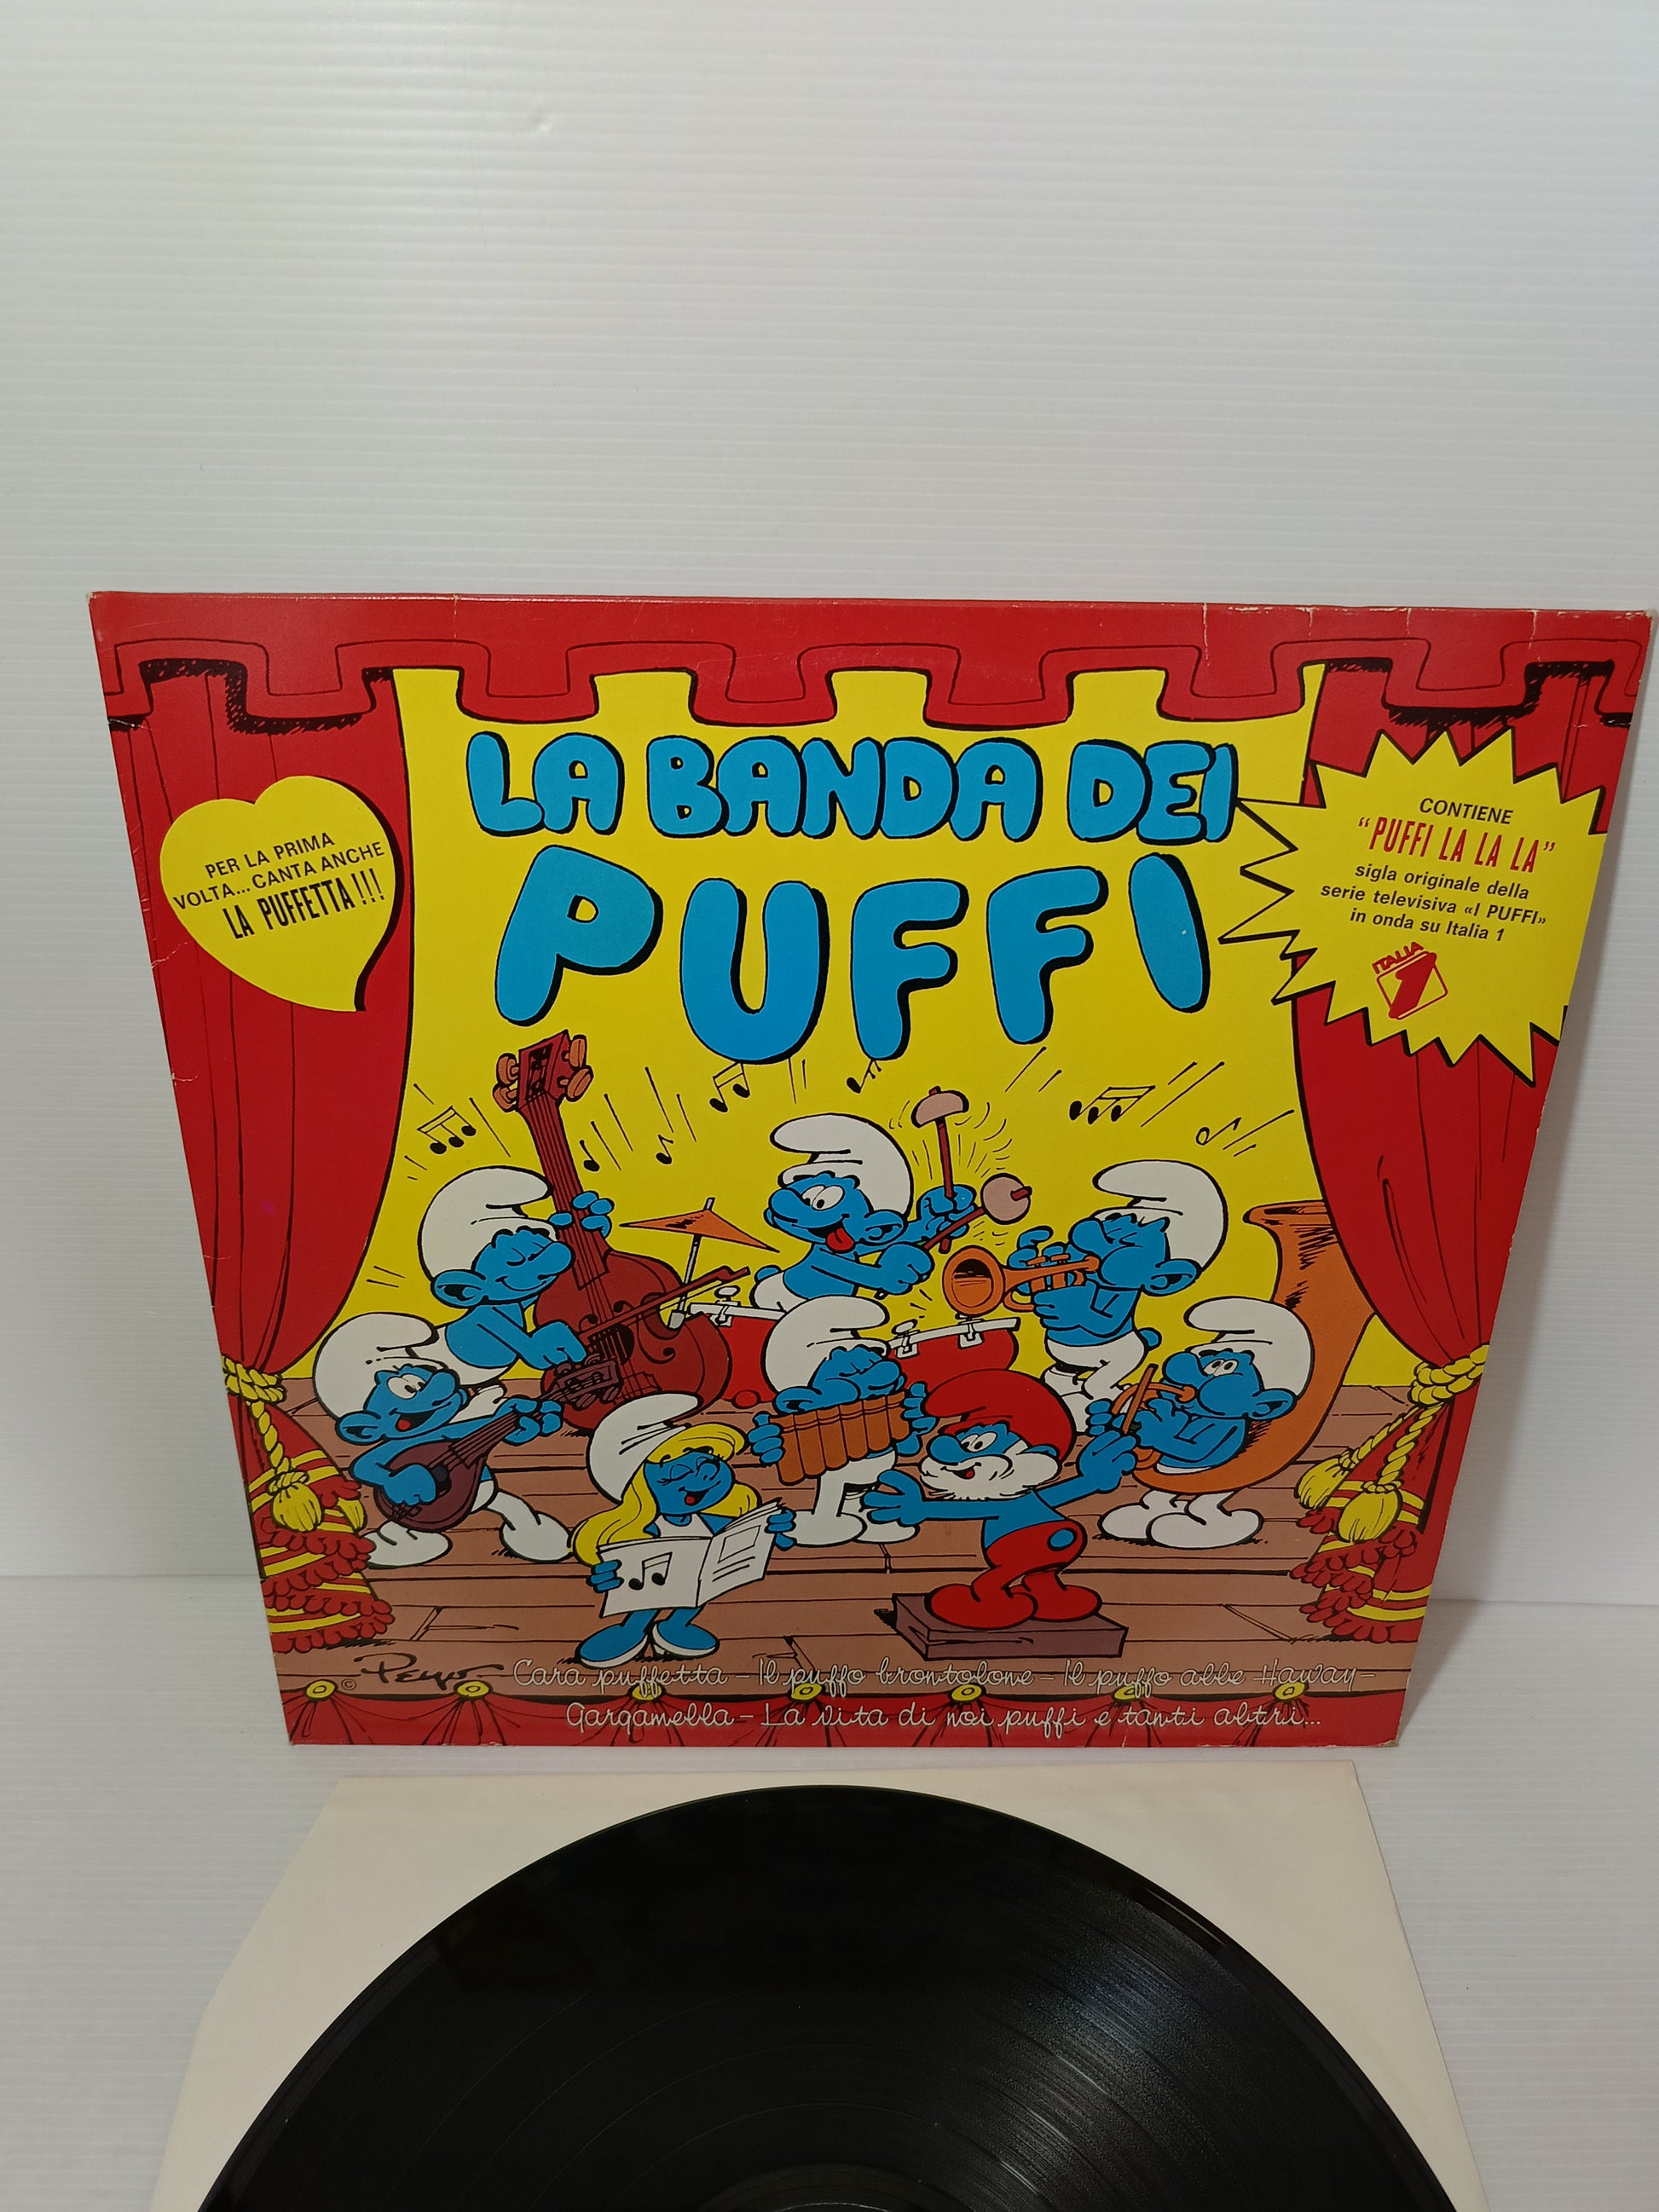 LA BANDA DEI
PUFFI
PER LA PRIMA
VOLTA... CANTA ANCHE
LA PUFFETTA!!!
CONTIENE
"PUFFI LA LA LA"
sigla originale della
serie televisiva «I PUFFI»
in onda su Italia 1
ITALIA
1
© Peyo
Cara puffetta - Il puffo brontolone - Il puffo alle Haway -
Gargamella - La vita di noi puffi e tanti altri...